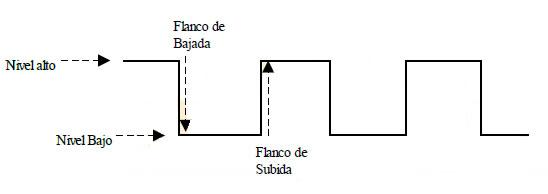 Flanco de
Bajada
Nivel alto
Nivel Bajo
Flanco de
Subida